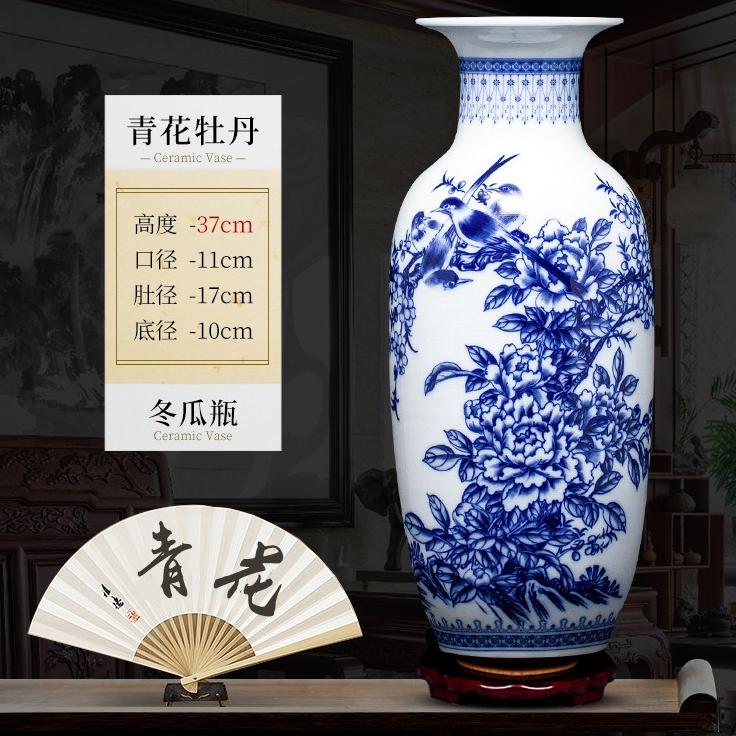 青花牡丹
Ceramic Vase
高度 -37cm
口径 -11cm
肚径 -17cm
底径 -10cm
冬瓜瓶
Ceramic Vase
青花